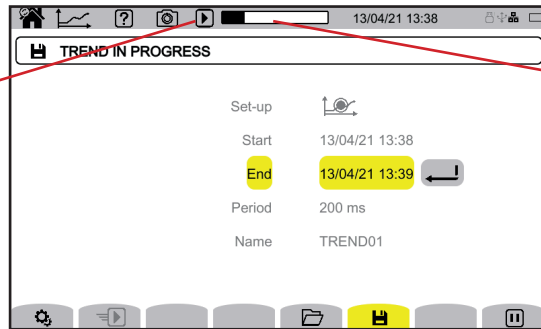 13/04/21 13:38
TREND IN PROGRESS
Set-up
Start 13/04/21 13:38
End 13/04/21 13:39
Period 200 ms
Name TREND01